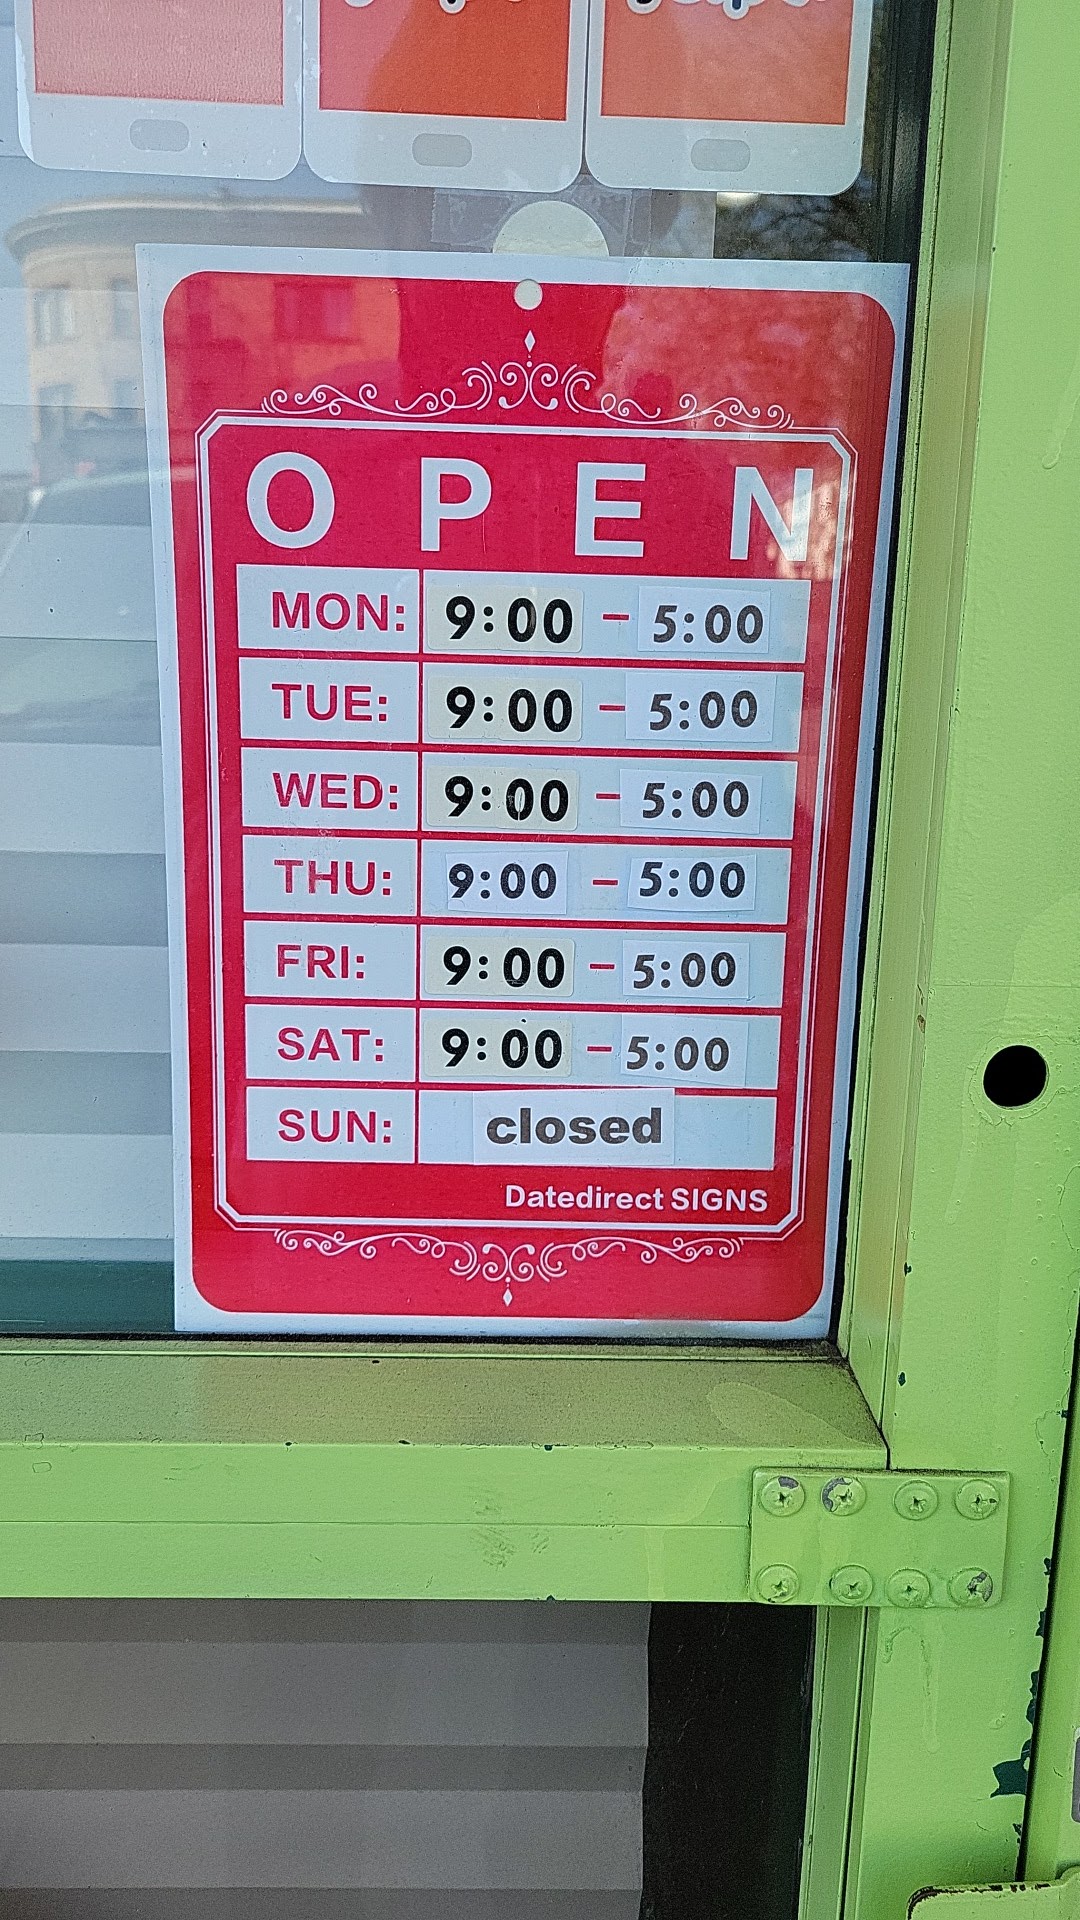 OPEN
MON: 9:00 – 5:00
TUE: 9:00 – 5:00
WED: 9:00 – 5:00
THU: 9:00 – 5:00
FRI: 9:00 – 5:00
SAT: 9:00 – 5:00
SUN: closed
Datedirect SIGNS